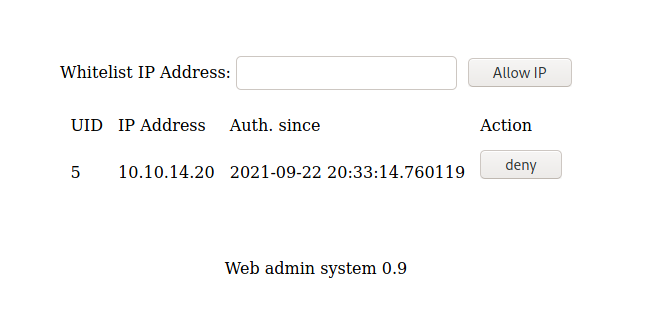 Whitelist IP Address: Allow IP
UID IP Address Auth. since Action
5 10.10.14.20 2021-09-22 20:33:14.760119 deny
Web admin system 0.9